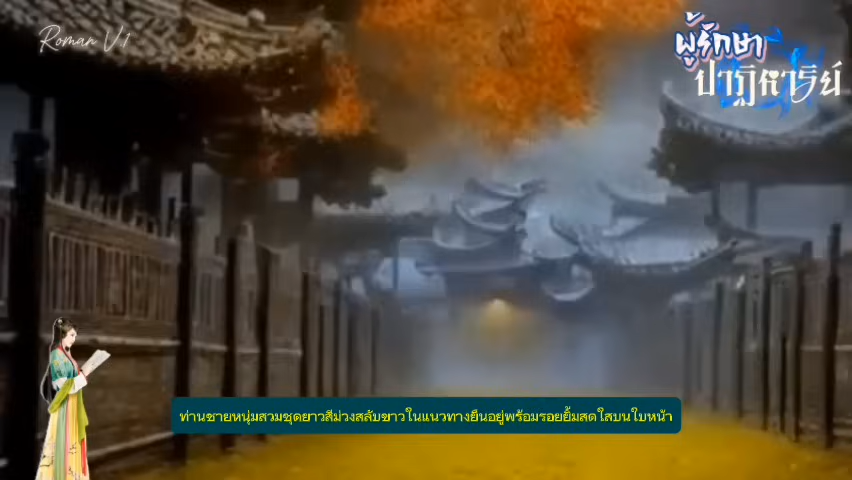 Roman V.1
ผู้รักษา
ปาฏิหาริย์
ท่านชายหนุ่มสวมชุดยาวสีม่วงสลับขาวในแนวทางยืนอยู่พร้อมรอยยิ้มสดใสบนใบหน้า